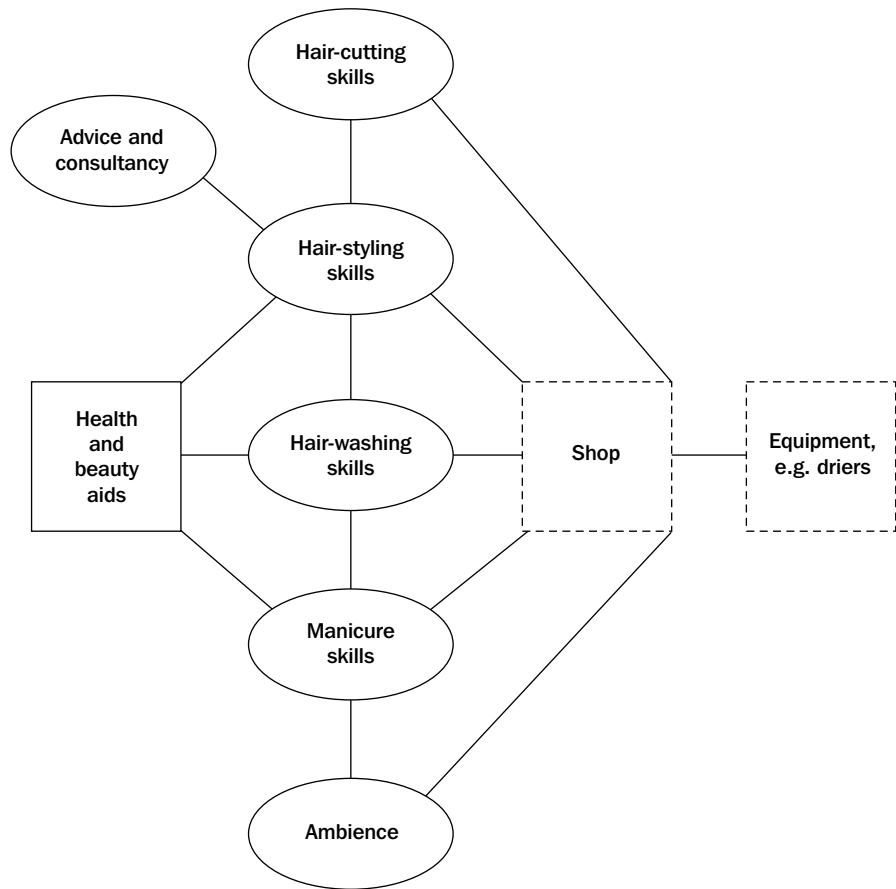 Hair-cutting
skills
Advice and
consultancy
Hair-styling
skills
Health
and
beauty
aids
Hair-washing
skills
Shop
Equipment,
e.g. driers
Manicure
skills
Ambience